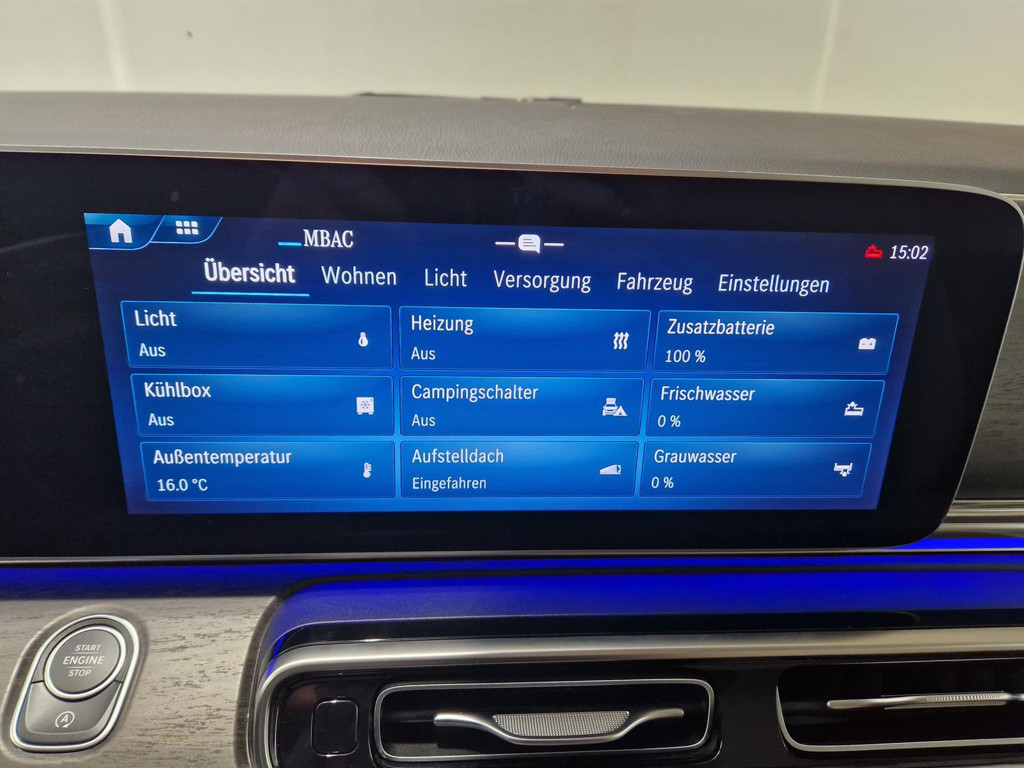 MBAC
15:02
Übersicht Wohnen Licht Versorgung Fahrzeug Einstellungen
Licht
Aus
Heizung
Aus
Zusatzbatterie
100 %
Kühlbox
Aus
Campingschalter
Aus
Frischwasser
0 %
Außentemperatur
16.0 °C
Aufstelldach
Eingefahren
Grauwasser
0 %
START
ENGINE
STOP
A